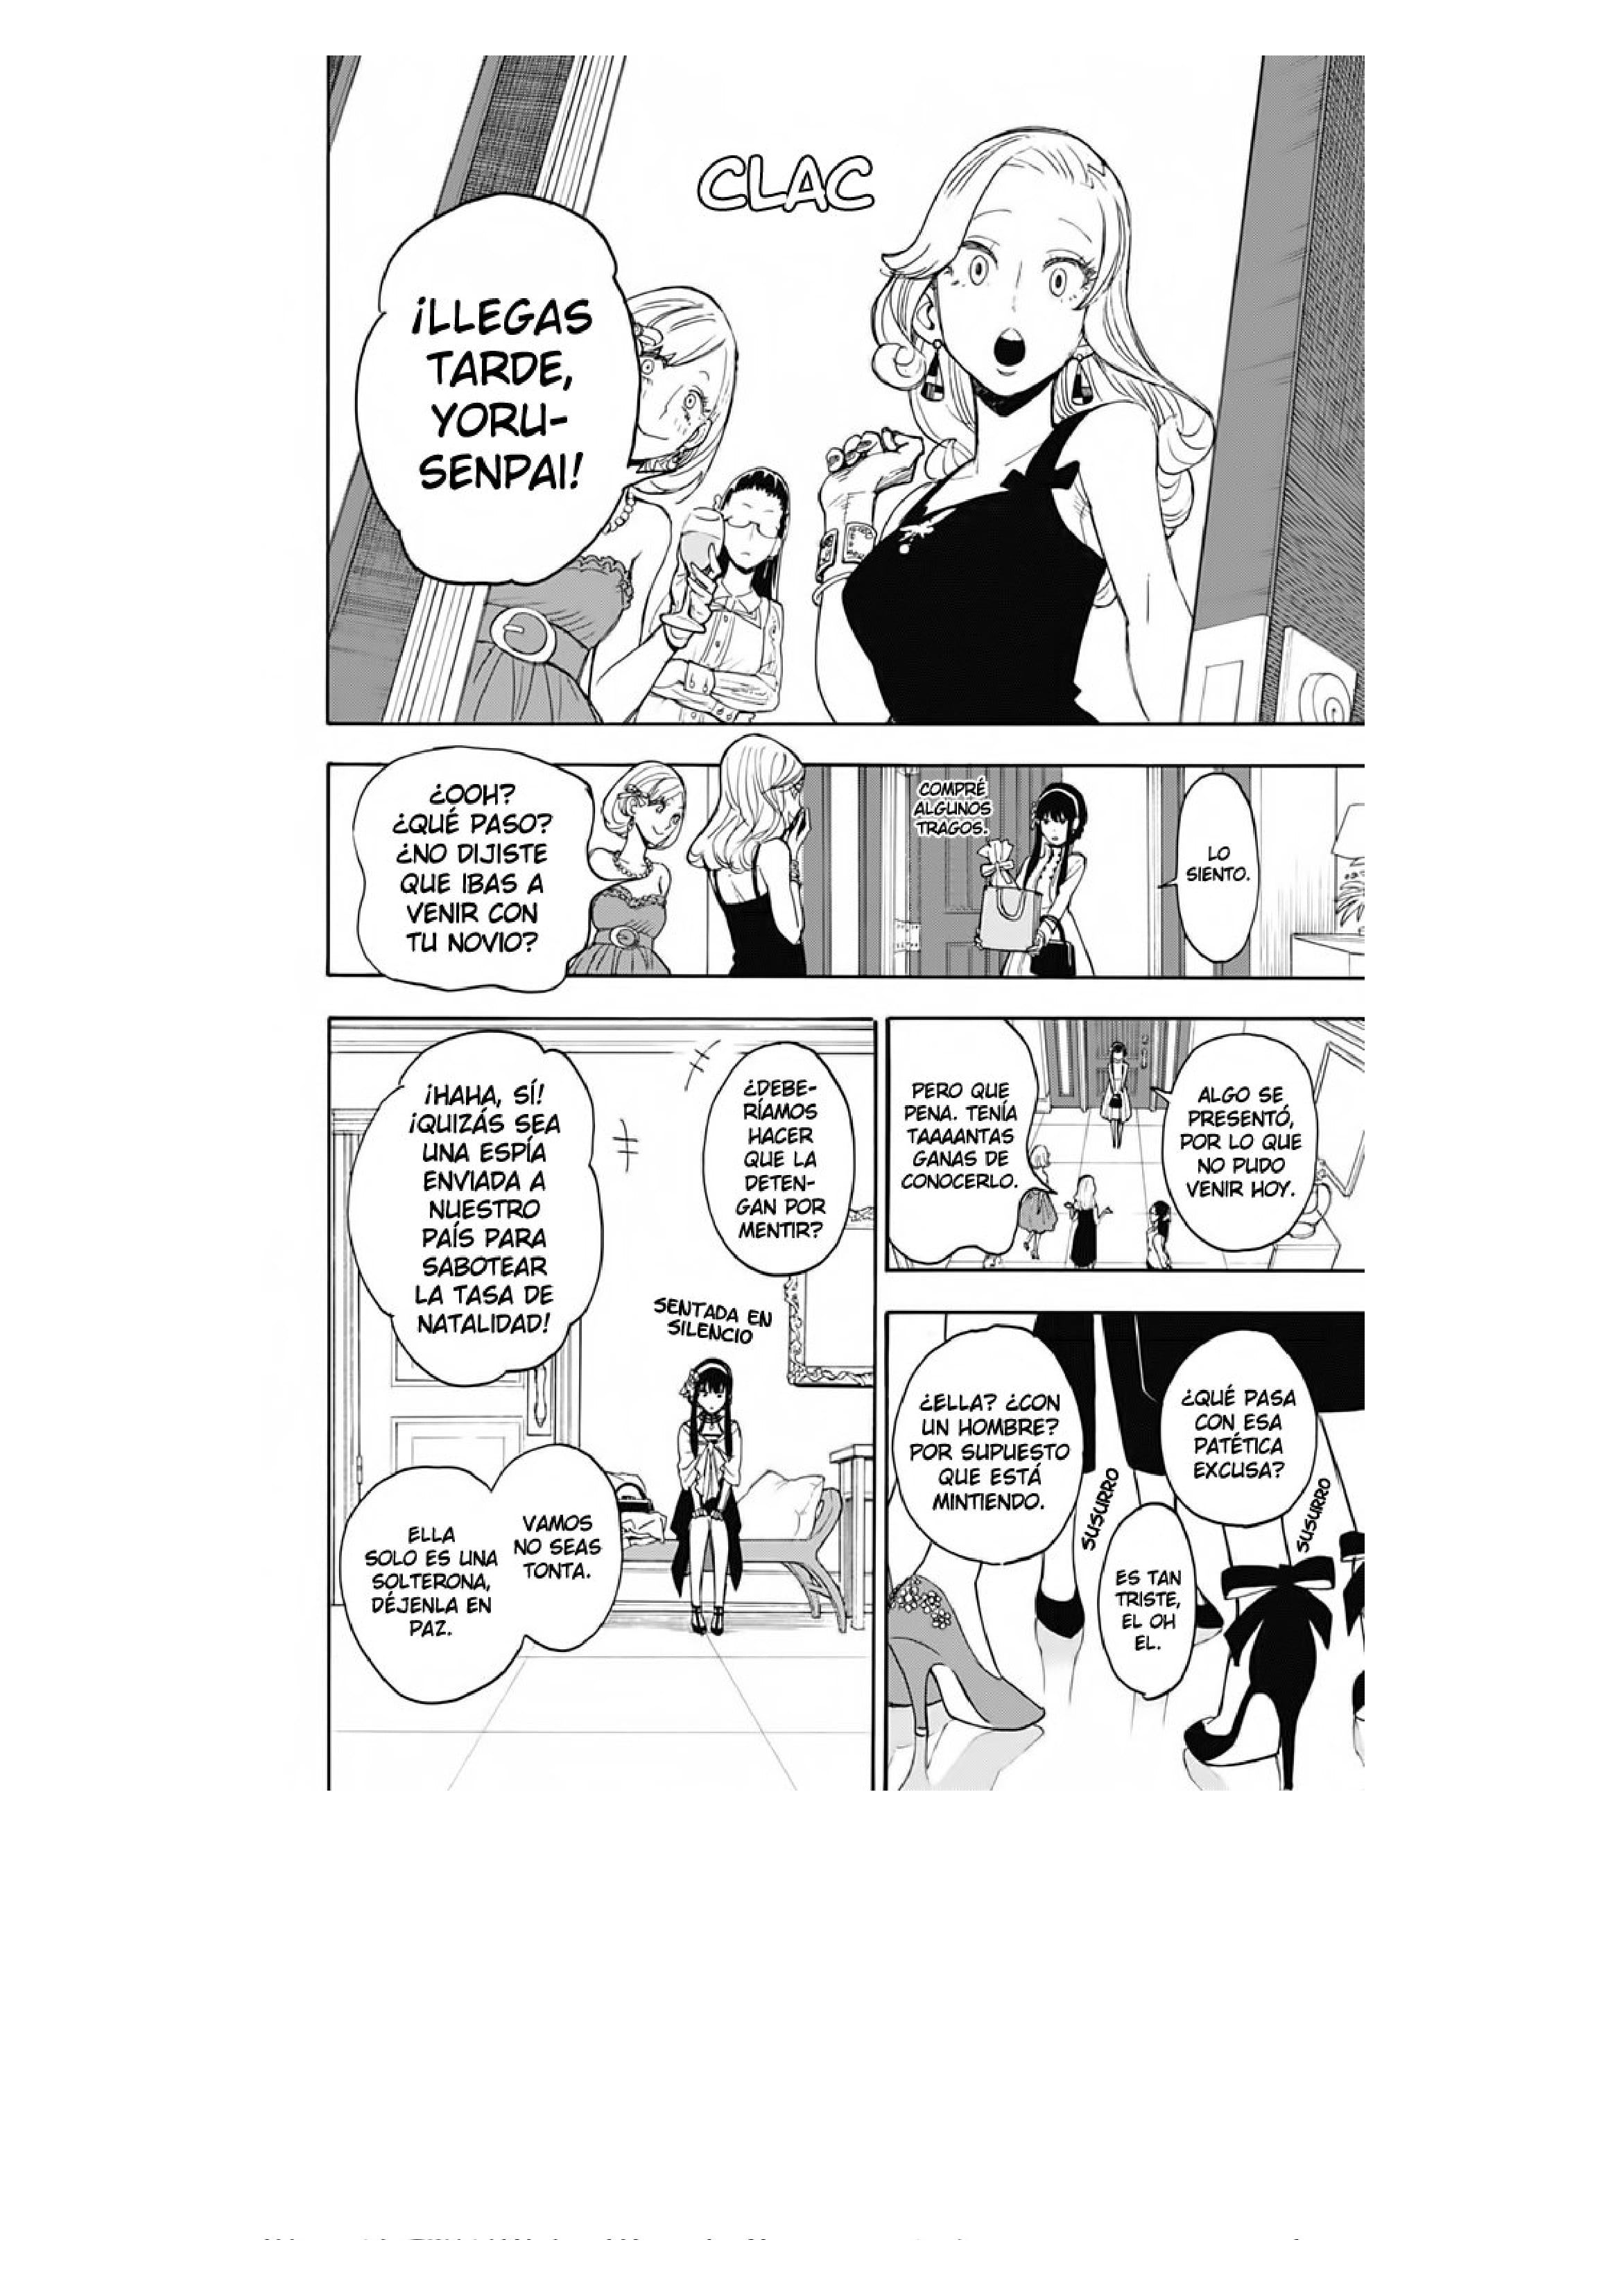 CLAC
¡LLEGAS
TARDE,
YORU-
SENPAI!
LO
SIENTO.
COMPRÉ
ALGUNOS
TRAGOS.
¿OOH?
¿QUÉ PASO?
¿NO DIJISTE
QUE IBAS A
VENIR CON
TU NOVIO?
ALGO SE
PRESENTÓ,
POR LO QUE
NO PUDO
VENIR HOY.
PERO QUE
PENA. TENÍA
TAAAANTAS
GANAS DE
CONOCERLO.
¿QUÉ PASA
CON ESA
PATÉTICA
EXCUSA?
SUSURRO
ES TAN
TRISTE,
EL OH
EL.
SUSURRO
¿ELLA? ¿CON
UN HOMBRE?
POR SUPUESTO
QUE ESTÁ
MINTIENDO.
¿DEBE-
RÍAMOS
HACER
QUE LA
DETEN-
GAN POR
MENTIR?
¡HAHA, SÍ!
¡QUIZÁS SEA
UNA ESPÍA
ENVIADA A
NUESTRO
PAÍS PARA
SABOTEAR
LA TASA DE
NATALIDAD!
SENTADA EN
SILENCIO
VAMOS
NO SEAS
TONTA.
ELLA
SOLO ES UNA
SOLTERONA,
DÉJENLA EN
PAZ.